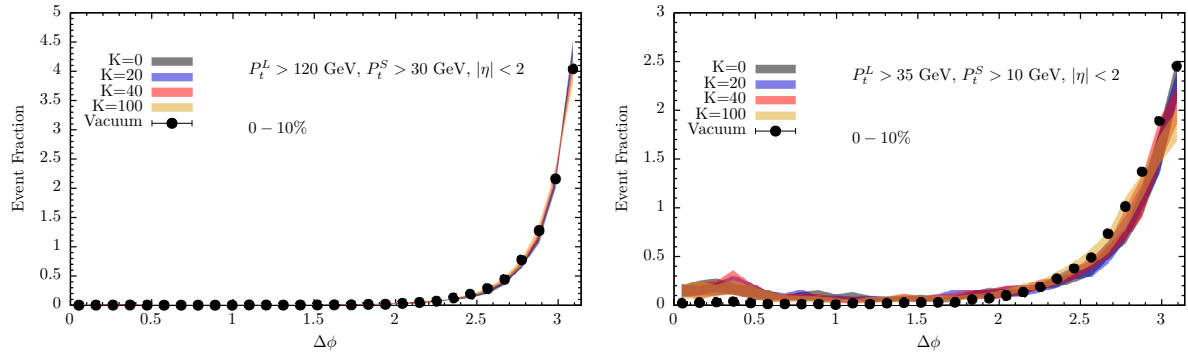 5
4.5
4
3.5
3
2.5
2
1.5
1
0.5
0
Event Fraction
K=0
K=20
K=40
K=100
Vacuum
P_t^L > 120 GeV, P_t^S > 30 GeV, |η| < 2
0 − 10%
0 0.5 1 1.5 2 2.5 3
Δϕ
3
2.5
2
1.5
1
0.5
0
Event Fraction
K=0
K=20
K=40
K=100
Vacuum
P_t^L > 35 GeV, P_t^S > 10 GeV, |η| < 2
0 − 10%
0 0.5 1 1.5 2 2.5 3
Δϕ